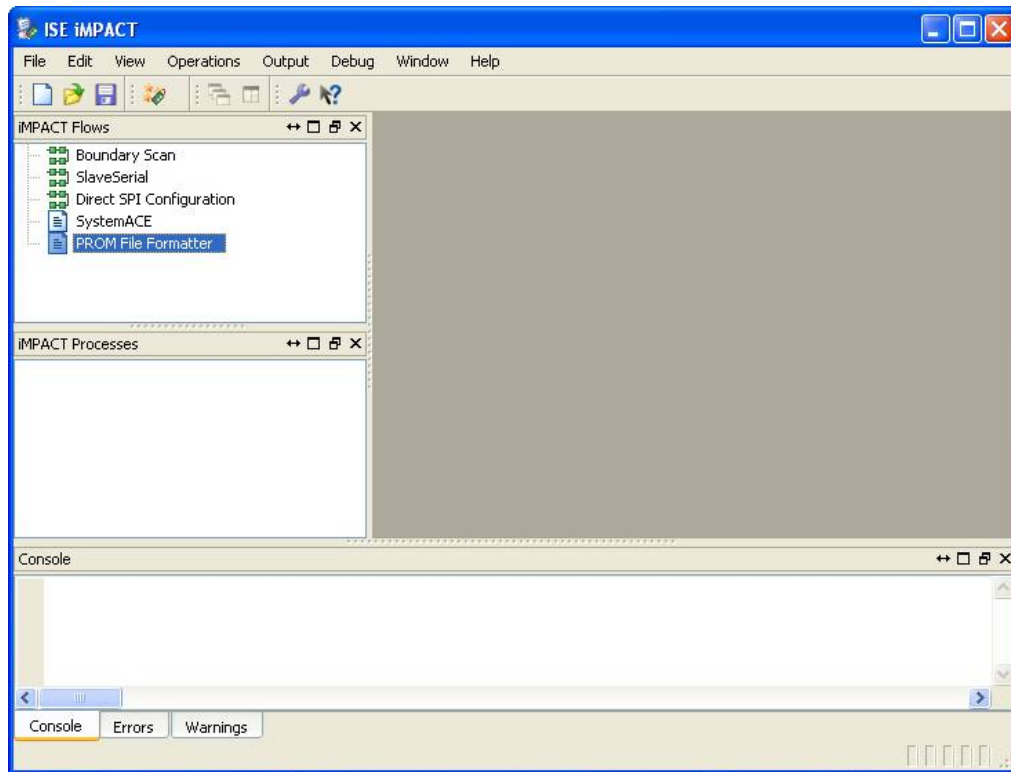 ISE iMPACT
File Edit View Operations Output Debug Window Help
iMPACT Flows
Boundary Scan
SlaveSerial
Direct SPI Configuration
SystemACE
PROM File Formatter
iMPACT Processes
Console
Console Errors Warnings